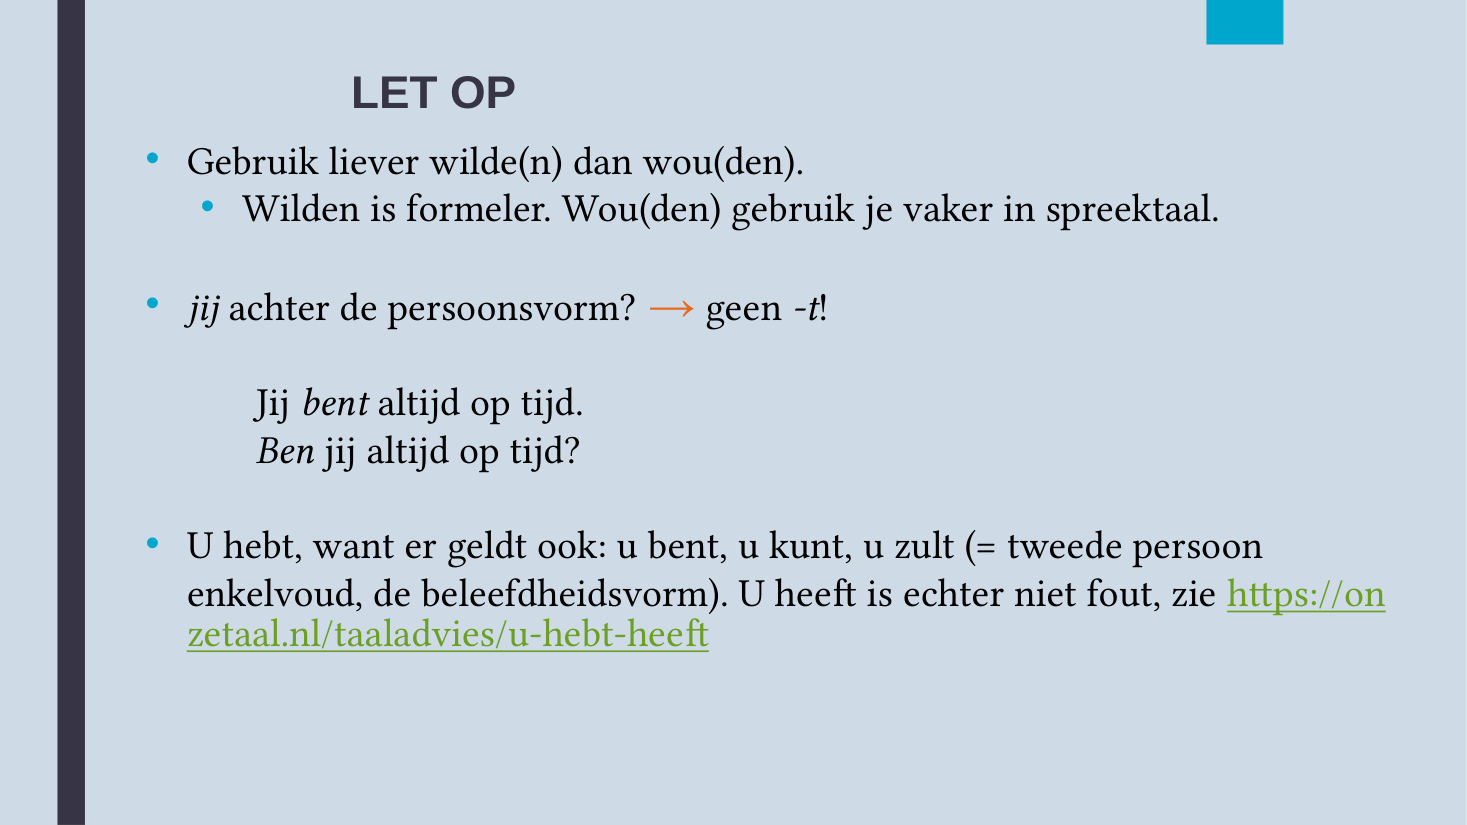 LET OP
• Gebruik liever wilde(n) dan wou(den).
• Wilden is formeler. Wou(den) gebruik je vaker in spreektaal.
• jij achter de persoonsvorm? → geen -t!
Jij bent altijd op tijd.
Ben jij altijd op tijd?
• U hebt, want er geldt ook: u bent, u kunt, u zult (= tweede persoon
enkelvoud, de beleefdheidsvorm). U heeft is echter niet fout, zie https://on
zetaal.nl/taaladvies/u-hebt-heeft